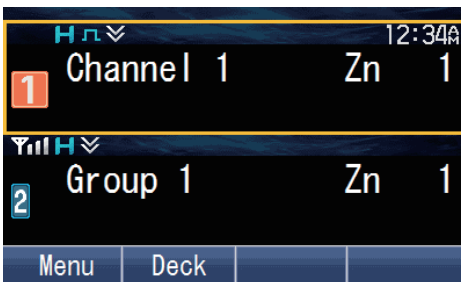 H 12:34AM
1 Channel 1 Zn 1
H
2 Group 1 Zn 1
Menu Deck